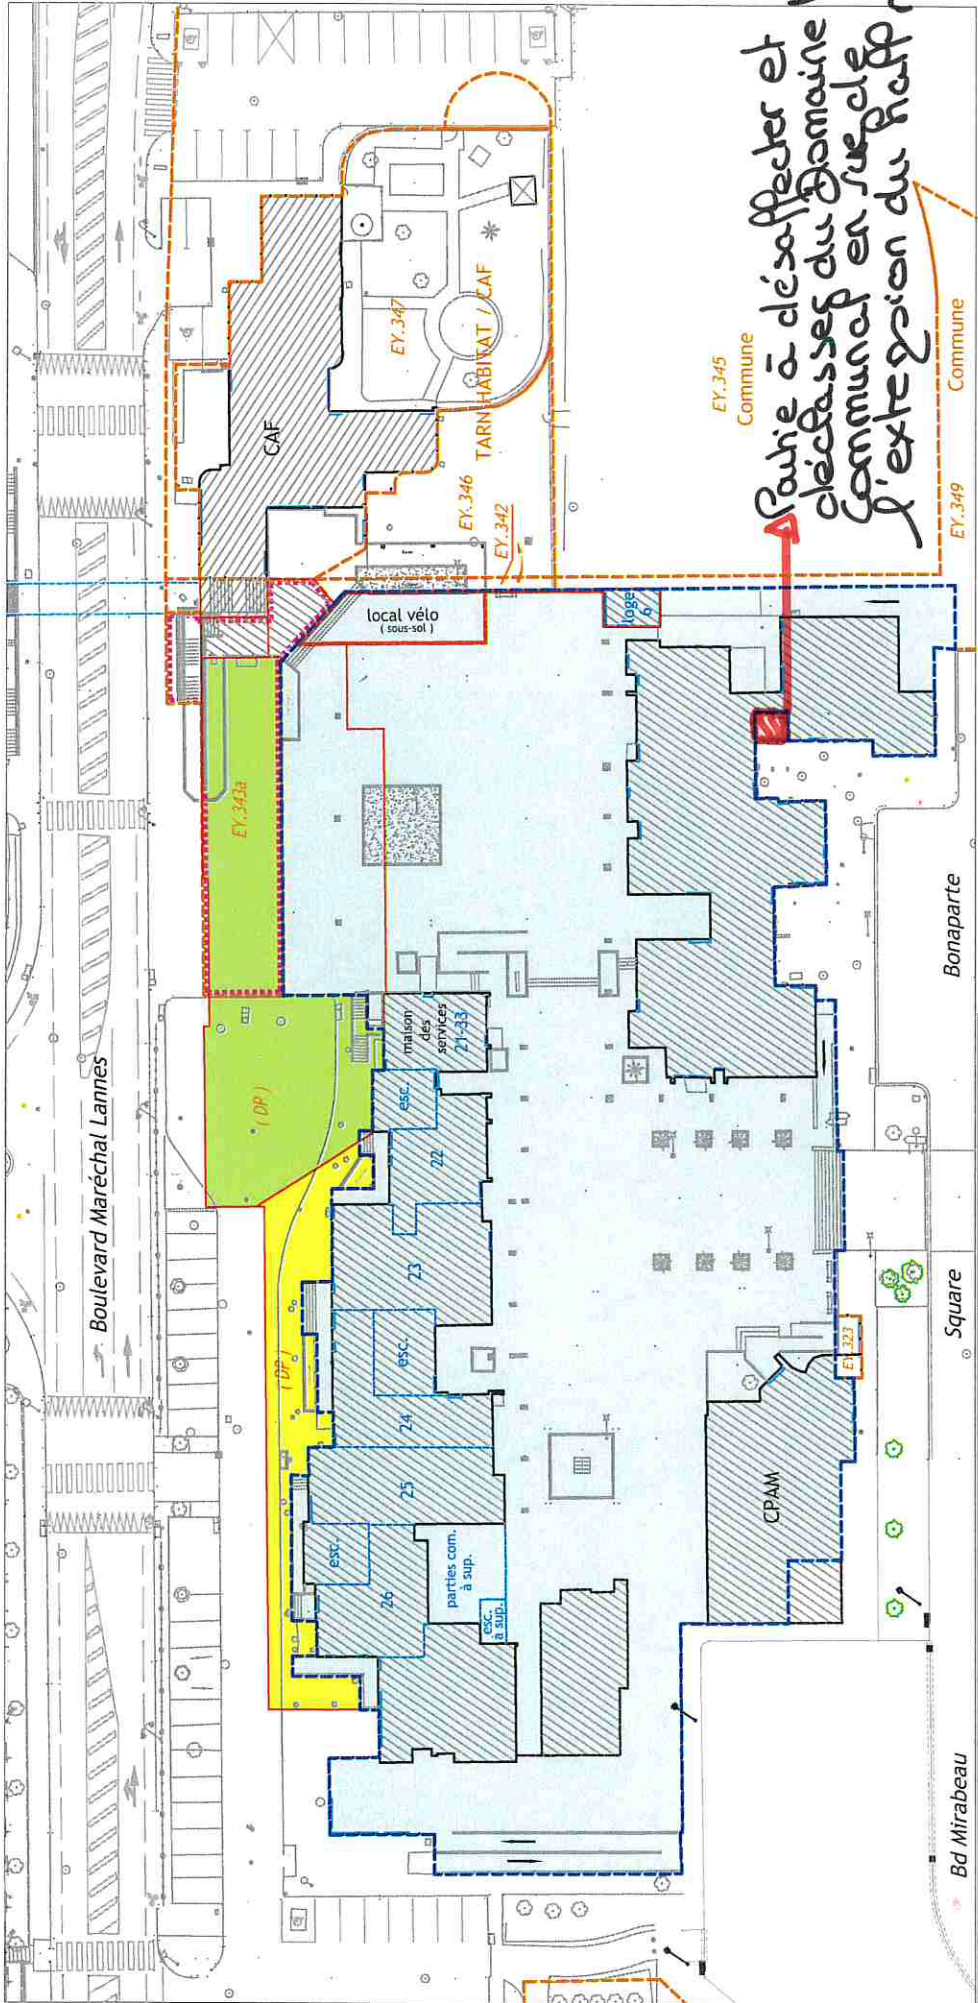 Boulevard Maréchal Lannes
CAF
EY.347
TARN HABITAT / CAF
EY.346
EY.342
EY.345
Commune
Partie à désaffecter et
déclasser du Domaine
Communal en vue de
l'extension du
EY.349
Commune
local vélo
( sous-sol )
loge
6
EY.343a
( DP )
maison
des
services
21-33
esc.
22
23
( DP )
esc.
24
25
esc.
26
parties com.
à sup.
esc.
à sup.
CPAM
EY.323
Bd Mirabeau
Square
Bonaparte